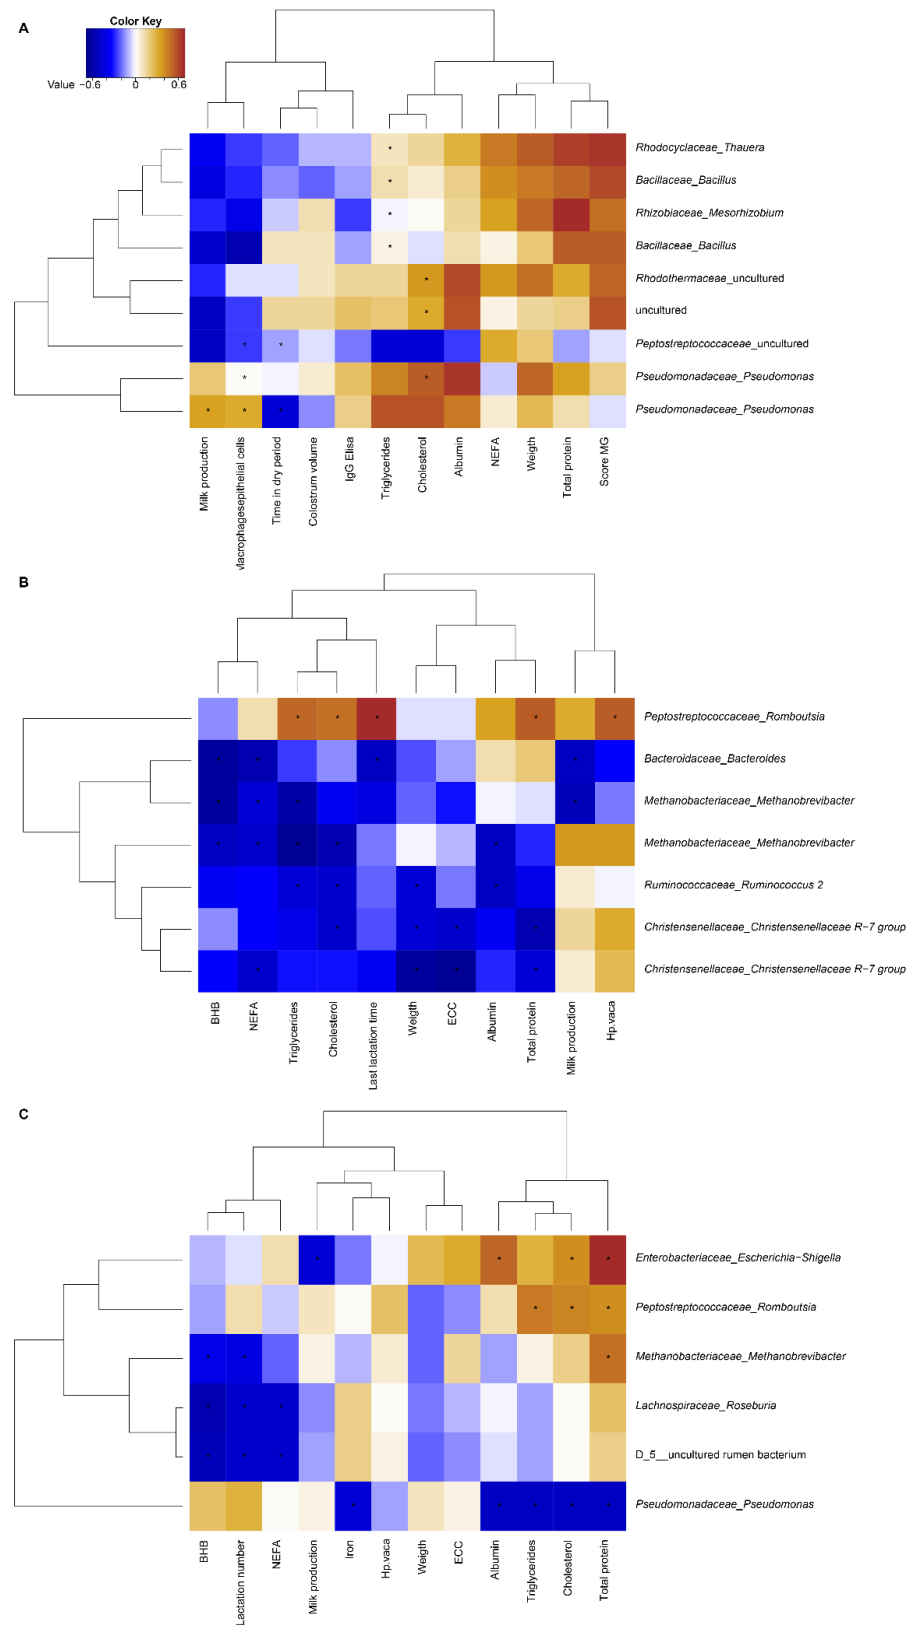 A
Color Key
Value −0.6 0 0.6
Rhodocyclaceae_Thauera
Bacillaceae_Bacillus
Rhizobiaceae_Mesorhizobium
Bacillaceae_Bacillus
Rhodothermaceae_uncultured
uncultured
Peptostreptococcaceae_uncultured
Pseudomonadaceae_Pseudomonas
Pseudomonadaceae_Pseudomonas
Milk production
Macrophagesepithelial cells
Time in dry period
Colostrum volume
IgG Elisa
Triglycerides
Cholesterol
Albumin
NEFA
Weigth
Total protein
Score MG
B
Peptostreptococcaceae_Romboutsia
Bacteroidaceae_Bacteroides
Methanobacteriaceae_Methanobrevibacter
Methanobacteriaceae_Methanobrevibacter
Ruminococcaceae_Ruminococcus 2
Christensenellaceae_Christensenellaceae R−7 group
Christensenellaceae_Christensenellaceae R−7 group
BHB
NEFA
Triglycerides
Cholesterol
Last lactation time
Weigth
ECC
Albumin
Total protein
Milk production
Hp.vaca
C
Enterobacteriaceae_Escherichia−Shigella
Peptostreptococcaceae_Romboutsia
Methanobacteriaceae_Methanobrevibacter
Lachnospiraceae_Roseburia
D_5__uncultured rumen bacterium
Pseudomonadaceae_Pseudomonas
BHB
Lactation number
NEFA
Milk production
Iron
Hp.vaca
Weigth
ECC
Albumin
Triglycerides
Cholesterol
Total protein